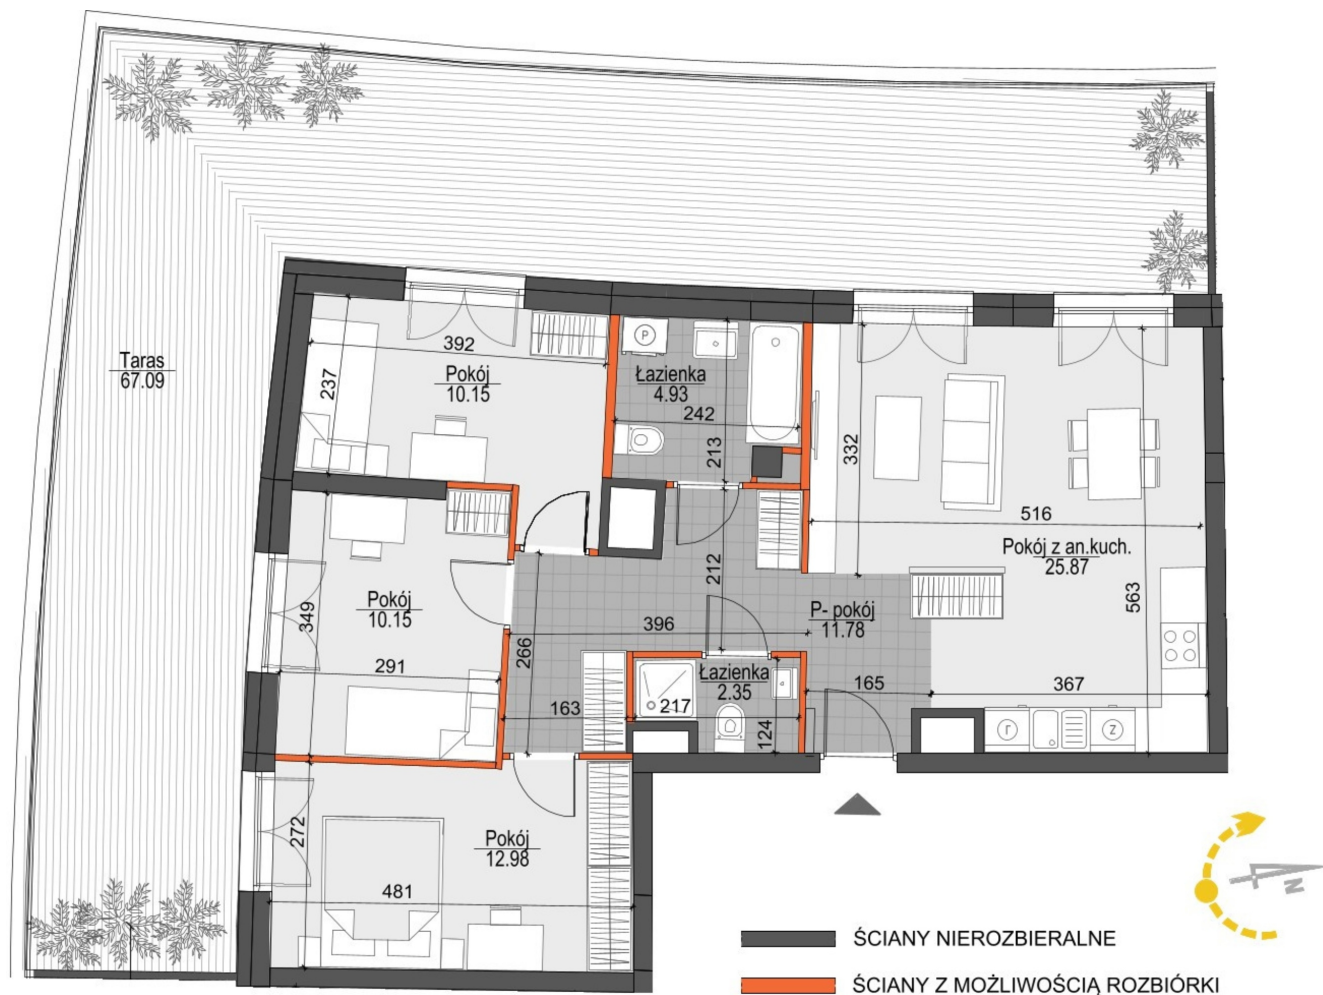 Taras
67.09
392
237
Pokój
10.15
P
Łazienka
4.93
242
213
332
516
Pokój z an.kuch.
25.87
563
Pokój
10.15
349
291
266
396
212
P- pokój
11.78
163
Łazienka
2.35
217
124
165
367
r
z
272
Pokój
12.98
481
N
ŚCIANY NIEROZBIERALNE
ŚCIANY Z MOŻLIWOŚCIĄ ROZBIÓRKI